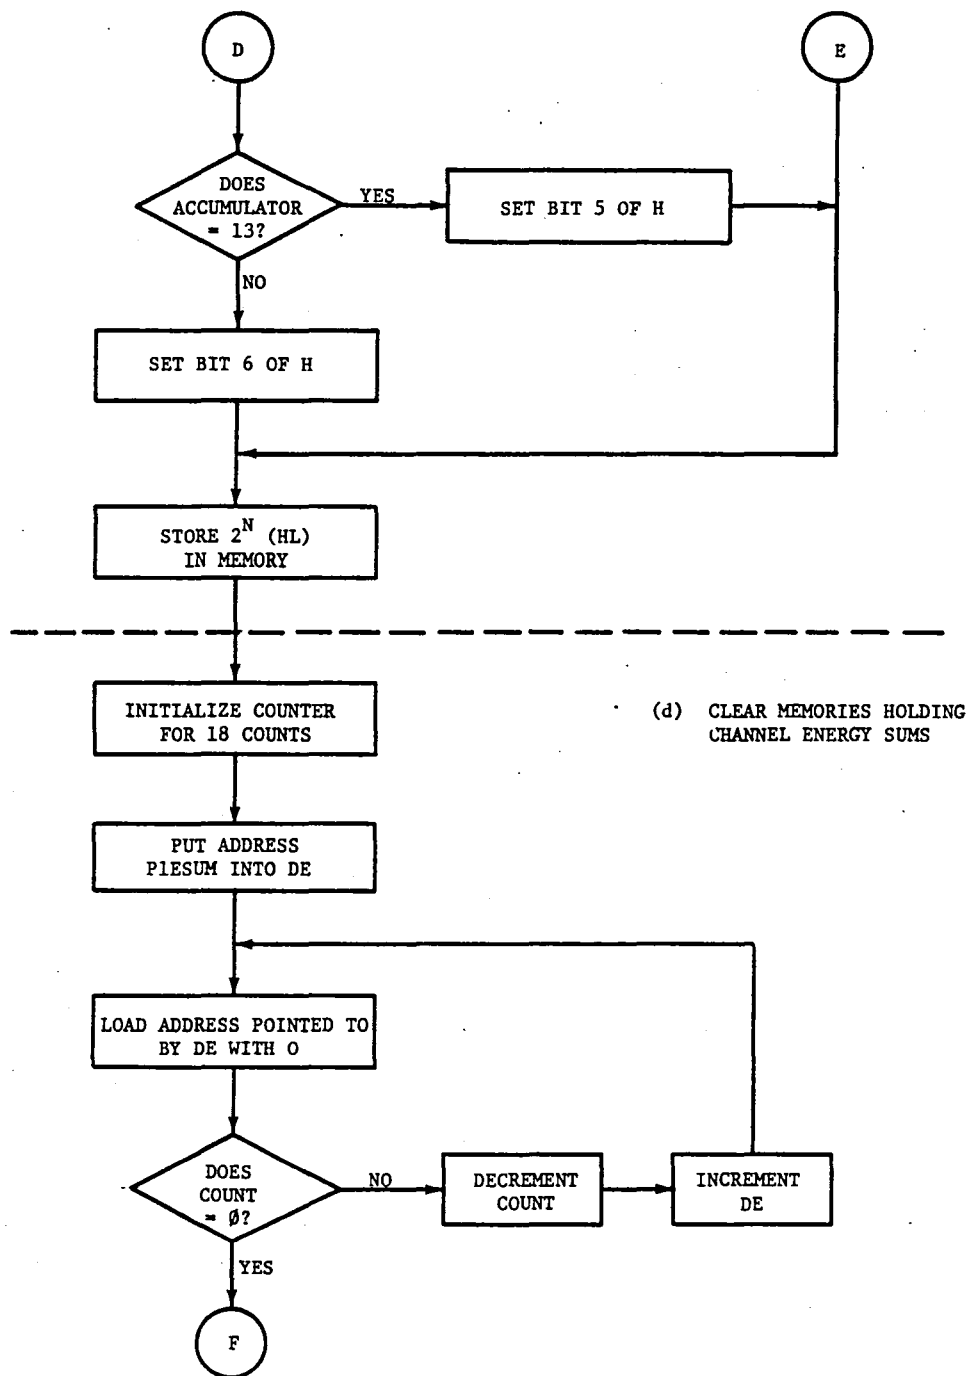 D
E
DOES
ACCUMULATOR
= 13?
YES
SET BIT 5 OF H
NO
SET BIT 6 OF H
STORE 2^N (HL)
IN MEMORY
INITIALIZE COUNTER
FOR 18 COUNTS
(d) CLEAR MEMORIES HOLDING
CHANNEL ENERGY SUMS
PUT ADDRESS
P1ESUM INTO DE
LOAD ADDRESS POINTED TO
BY DE WITH 0
DOES
COUNT
= Ø?
NO
DECREMENT
COUNT
INCREMENT
DE
YES
F